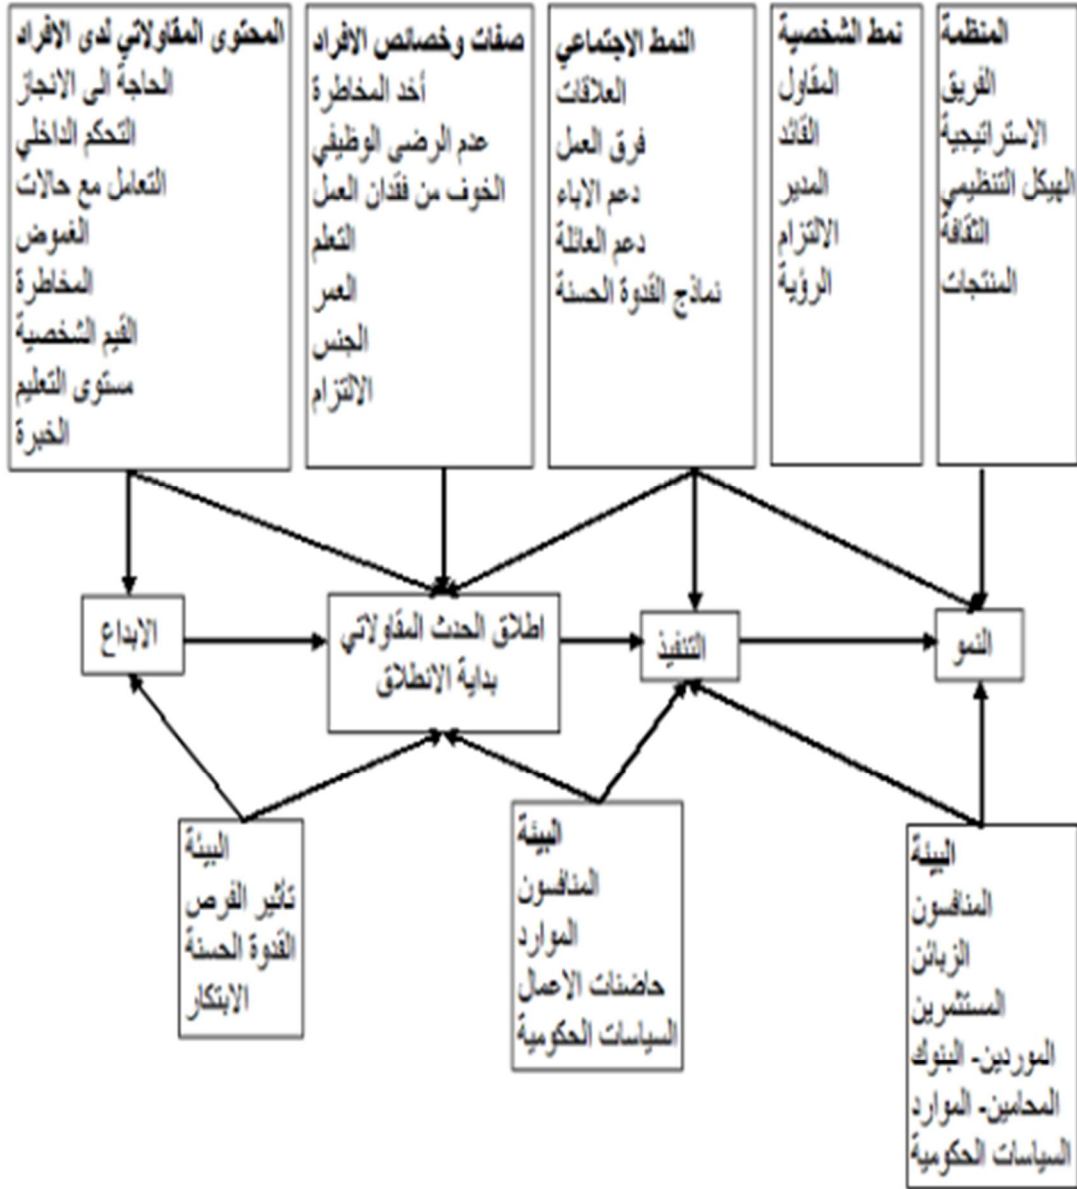 المحتوى المقاولاتي لدى الافراد
الحاجة الى الانجاز
التحكم الداخلي
التعامل مع حالات
الغموض
المخاطرة
القيم الشخصية
مستوى التعليم
الخبرة
صفات وخصائص الافراد
أخد المخاطرة
عدم الرضى الوظيفي
الخوف من فقدان العمل
التعلم
العمر
الجنس
الالتزام
النمط الاجتماعي
العلاقات
فرق العمل
دعم الاباء
دعم العائلة
نماذج القدوة الحسنة
نمط الشخصية
المقاول
القائد
المدير
الالتزام
الرؤية
المنظمة
الفريق
الاستراتيجية
الهيكل التنظيمي
الثقافة
المنتجات
الابداع
اطلاق الحدث المقاولاتي
بداية الانطلاق
التنفيذ
النمو
البيئة
تأثير الفرص
القدوة الحسنة
الابتكار
البيئة
المنافسون
الموارد
حاضنات الاعمال
السياسات الحكومية
البيئة
المنافسون
الزبائن
المستثمرين
الموردين- البنوك
المحامين- الموارد
السياسات الحكومية